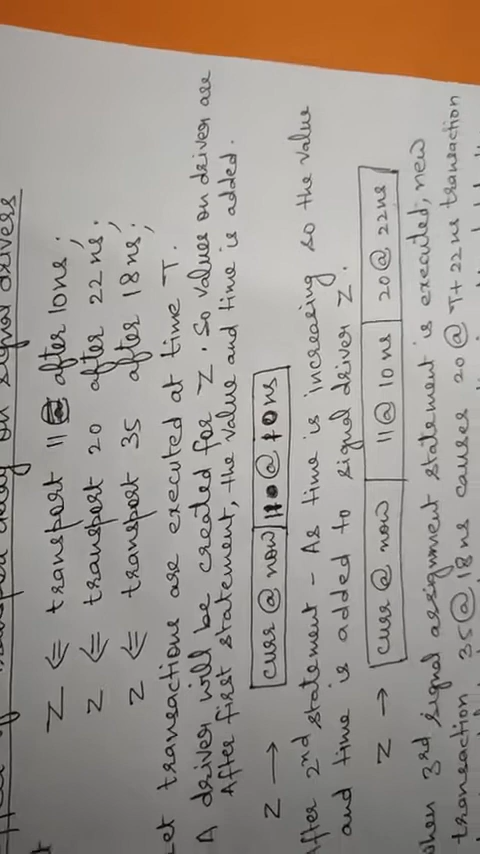 Effect of transport delay on signal drivers
Z <= transport 11 after 10ns;
Z <= transport 20 after 22ns;
Z <= transport 35 after 18ns;
Let transactions are executed at time T.
A driver will be created for Z. So values on driver are
After first statement, the value and time is added.
Z → curr @ now 11 @ 10ns
After 2nd statement - As time is increasing so the value
and time is added to signal driver Z.
Z → curr @ now 11@ 10ns 20@ 22ns
When 3rd signal assignment statement is executed, new
transaction 35@ 18ns causes 20@ T+22ns transaction